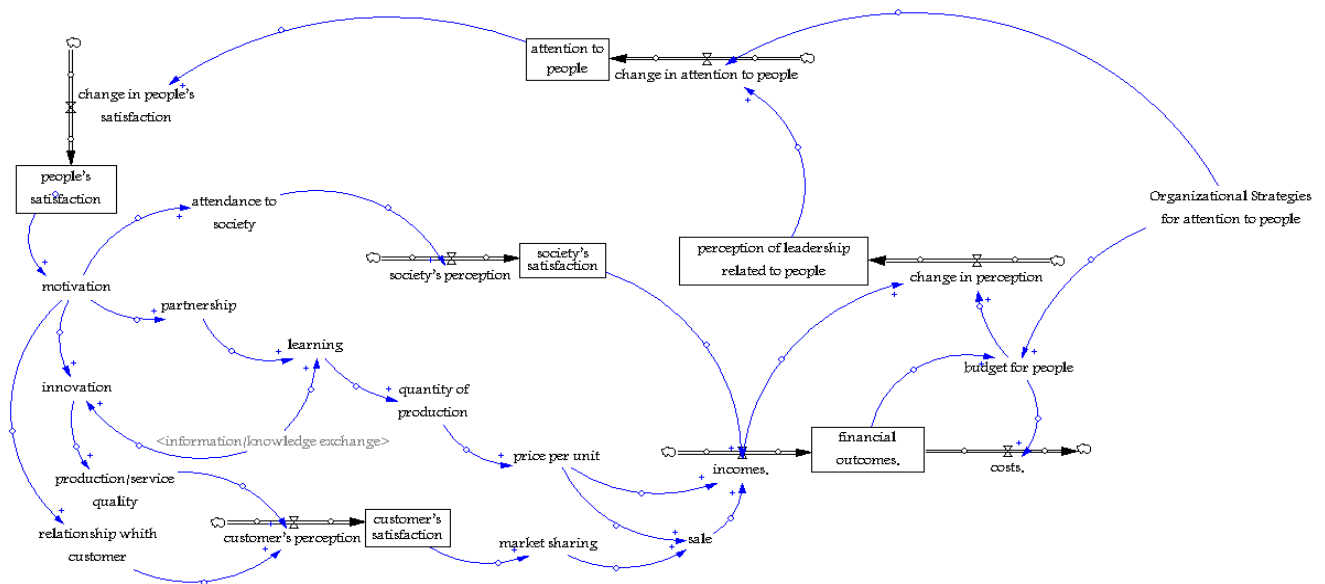 attention to
people
change in attention to people
change in people's
satisfaction
people's
satisfaction
attendance to
society
Organizational Strategies
for attention to people
society's
satisfaction
society's perception
perception of leadership
related to people
change in perception
motivation
partnership
learning
budget for people
innovation
quantity of
production
<information/knowledge exchange>
financial
outcomes.
price per unit
incomes.
costs.
production/service
quality
customer's
satisfaction
relationship whith
customer
customer's perception
market sharing
sale